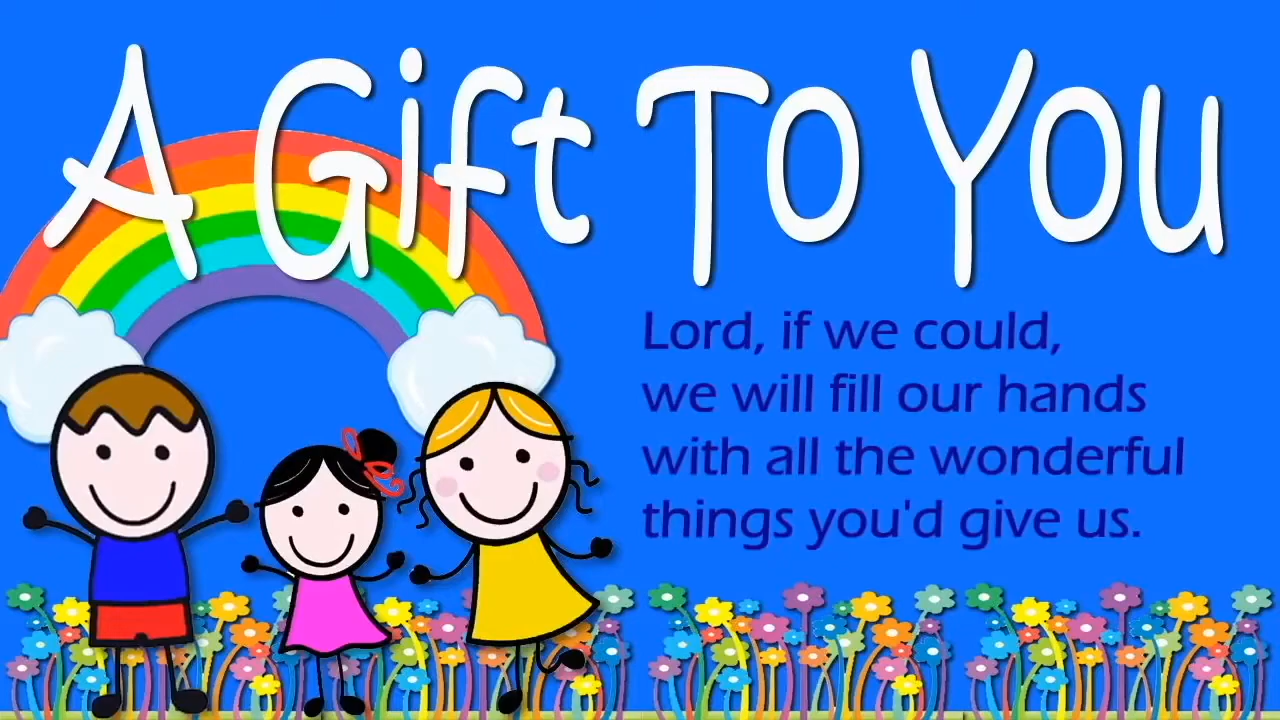 A Gift To You
Lord, if we could,
we will fill our hands
with all the wonderful
things you'd give us.